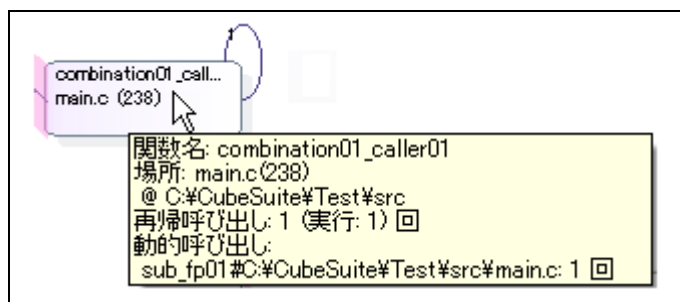 1
combination01_call...
main.c (238)
関数名: combination01_caller01
場所: main.c(238)
@ C:¥CubeSuite¥Test¥src
再帰呼び出し: 1 (実行: 1) 回
動的呼び出し:
sub_fp01#C:¥CubeSuite¥Test¥src¥main.c: 1 回